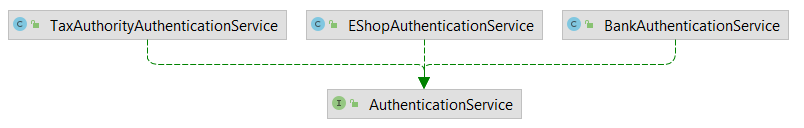 C TaxAuthorityAuthenticationService
C EShopAuthenticationService
C BankAuthenticationService
I AuthenticationService